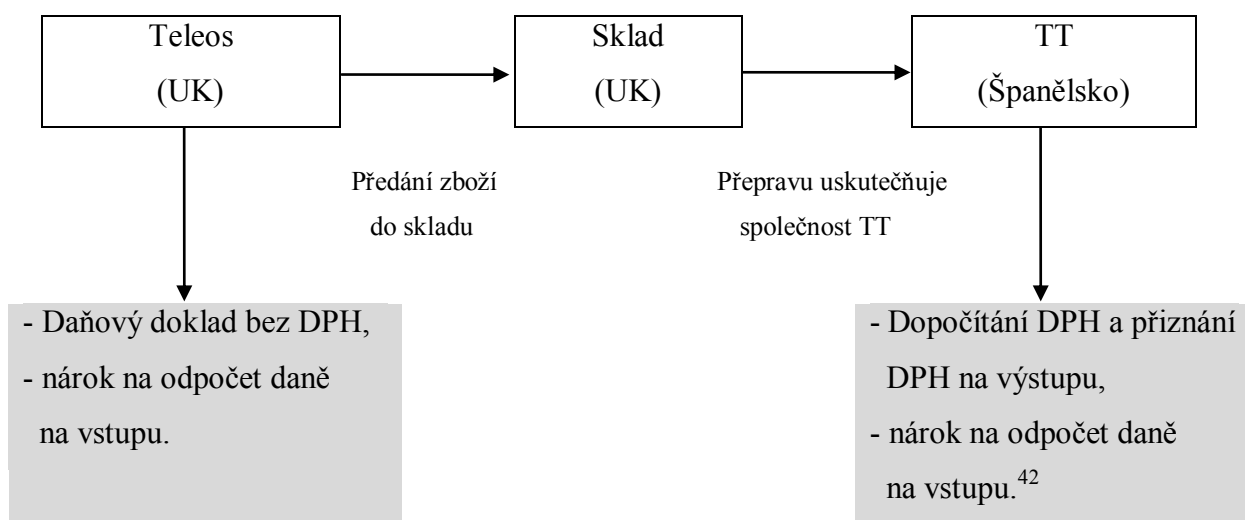 Teleos
(UK)
Sklad
(UK)
TT
(Španělsko)
Předání zboží
do skladu
Přepravu uskutečňuje
společnost TT
- Daňový doklad bez DPH,
- nárok na odpočet daně
na vstupu.
- Dopočítání DPH a přiznání
DPH na výstupu,
- nárok na odpočet daně
na vstupu.42